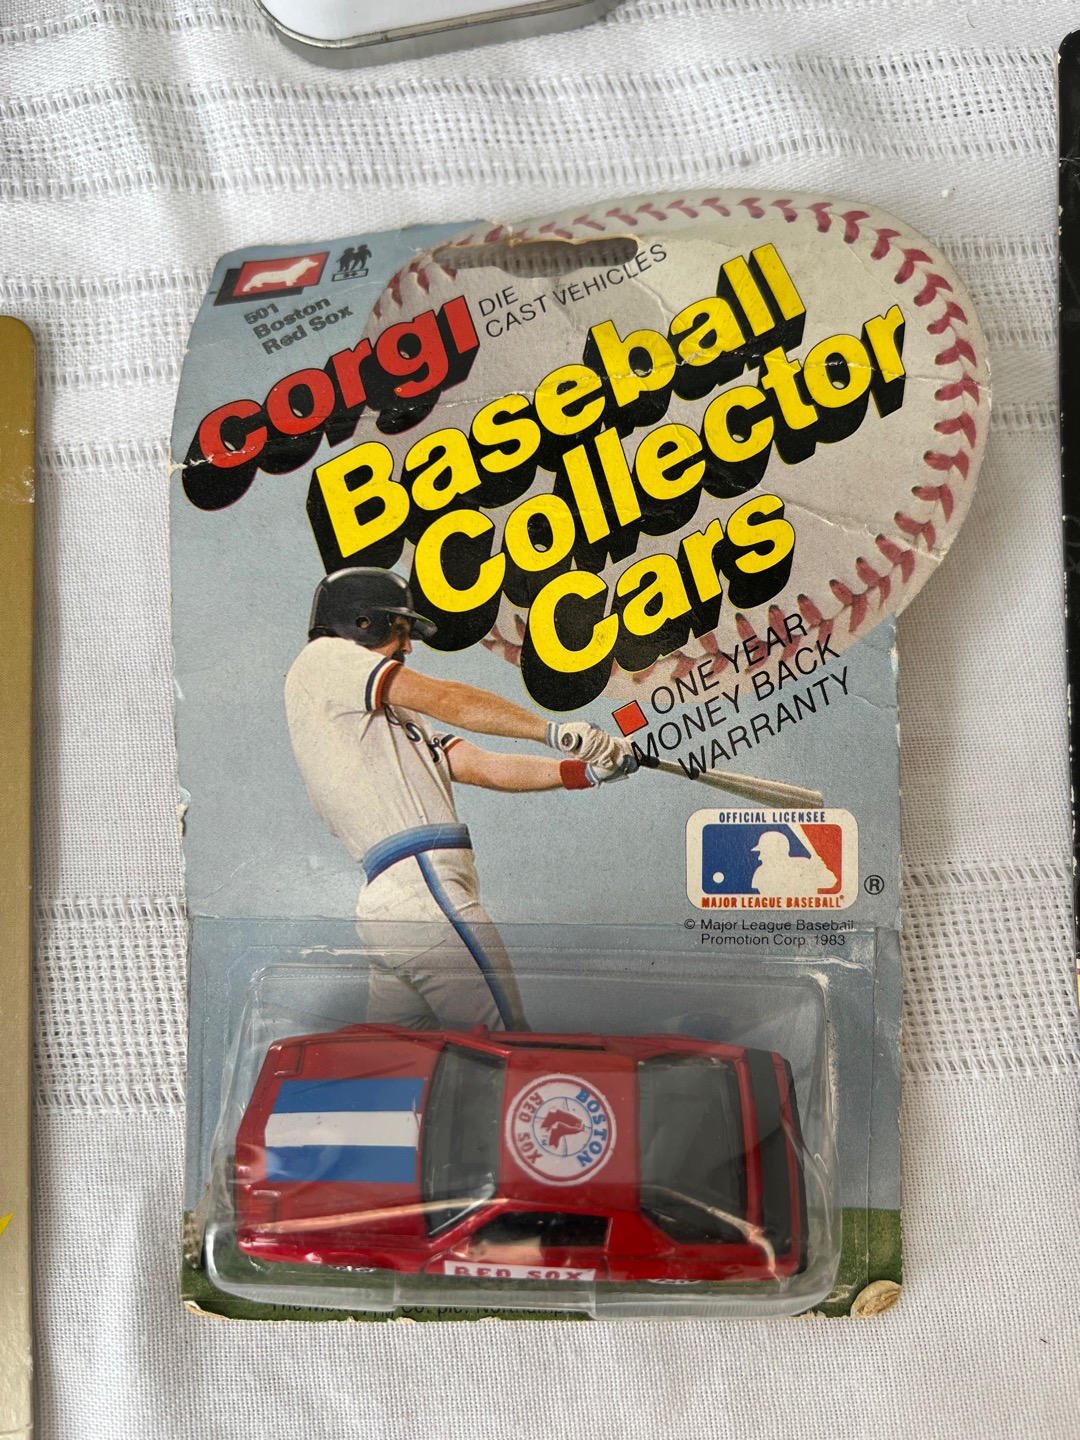 501
Boston
Red Sox
corgi
DIE
CAST VEHICLES
Baseball
Collector
Cars
ONE YEAR
MONEY BACK
WARRANTY
OFFICIAL LICENSEE
MAJOR LEAGUE BASEBALL®
®
© Major League Baseball
Promotion Corp. 1983
BOSTON
RED SOX
RED SOX